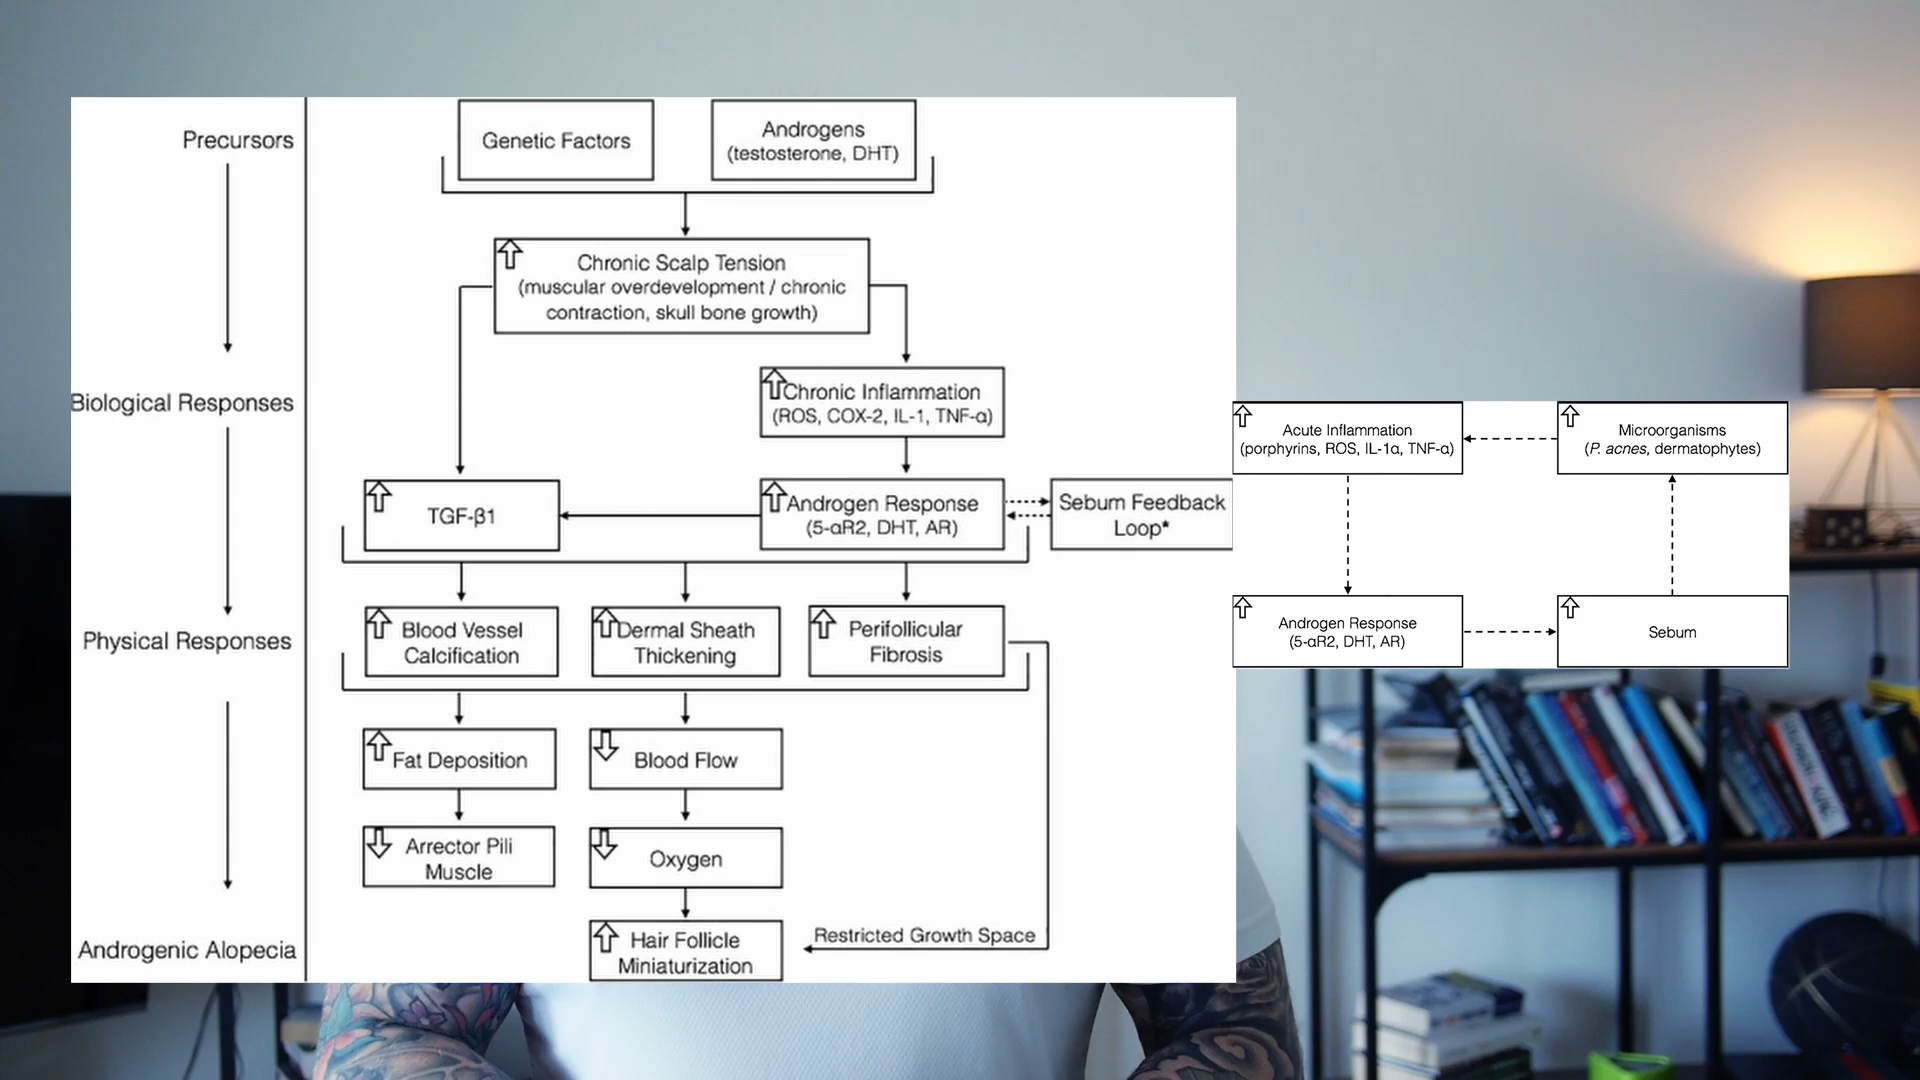 Precursors
Genetic Factors
Androgens
(testosterone, DHT)
Chronic Scalp Tension
(muscular overdevelopment / chronic
contraction, skull bone growth)
Biological Responses
Chronic Inflammation
(ROS, COX-2, IL-1, TNF-α)
TGF-β1
Androgen Response
(5-αR2, DHT, AR)
Sebum Feedback
Loop*
Physical Responses
Blood Vessel
Calcification
Dermal Sheath
Thickening
Perifollicular
Fibrosis
Fat Deposition
Blood Flow
Arrector Pili
Muscle
Oxygen
Androgenic Alopecia
Hair Follicle
Miniaturization
Restricted Growth Space
Acute Inflammation
(porphyrins, ROS, IL-1α, TNF-α)
Microorganisms
(P. acnes, dermatophytes)
Androgen Response
(5-αR2, DHT, AR)
Sebum